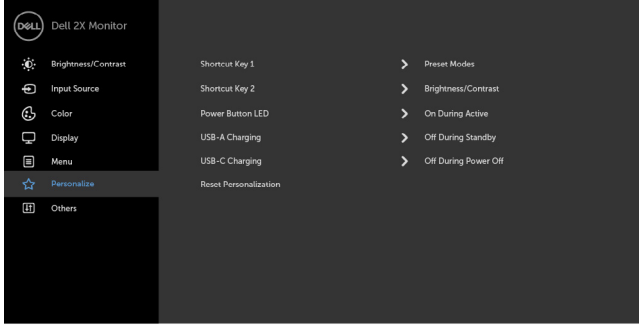 DELL Dell 2X Monitor
Brightness/Contrast
Input Source
Color
Display
Menu
Personalize
Others
Shortcut Key 1 Preset Modes
Shortcut Key 2 Brightness/Contrast
Power Button LED On During Active
USB-A Charging Off During Standby
USB-C Charging Off During Power Off
Reset Personalization